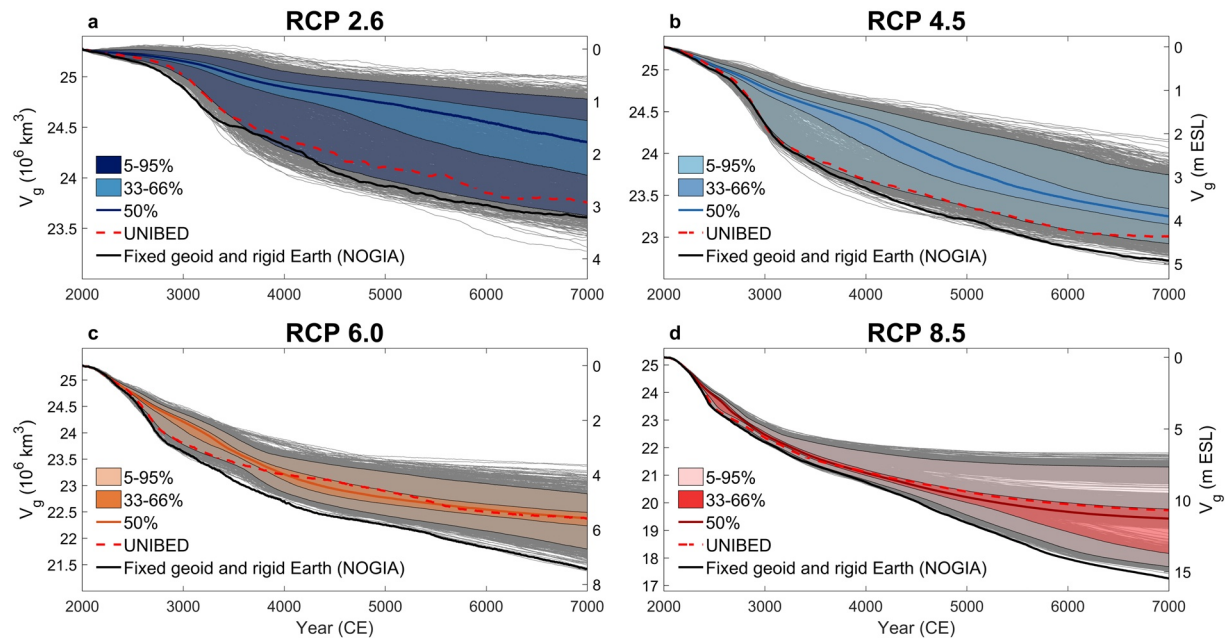 a RCP 2.6
25
24.5
24
23.5
V_g (10^6 km^3)
0
1
2
3
4
5-95%
33-66%
50%
UNIBED
Fixed geoid and rigid Earth (NOGIA)
2000 3000 4000 5000 6000 7000
b RCP 4.5
25
24.5
24
23.5
23
0
1
2
3
4
5
V_g (m ESL)
5-95%
33-66%
50%
UNIBED
Fixed geoid and rigid Earth (NOGIA)
2000 3000 4000 5000 6000 7000
c RCP 6.0
25
24.5
24
23.5
23
22.5
22
21.5
V_g (10^6 km^3)
0
2
4
6
8
5-95%
33-66%
50%
UNIBED
Fixed geoid and rigid Earth (NOGIA)
2000 3000 4000 5000 6000 7000
Year (CE)
d RCP 8.5
25
24
23
22
21
20
19
18
17
0
5
10
15
V_g (m ESL)
5-95%
33-66%
50%
UNIBED
Fixed geoid and rigid Earth (NOGIA)
2000 3000 4000 5000 6000 7000
Year (CE)